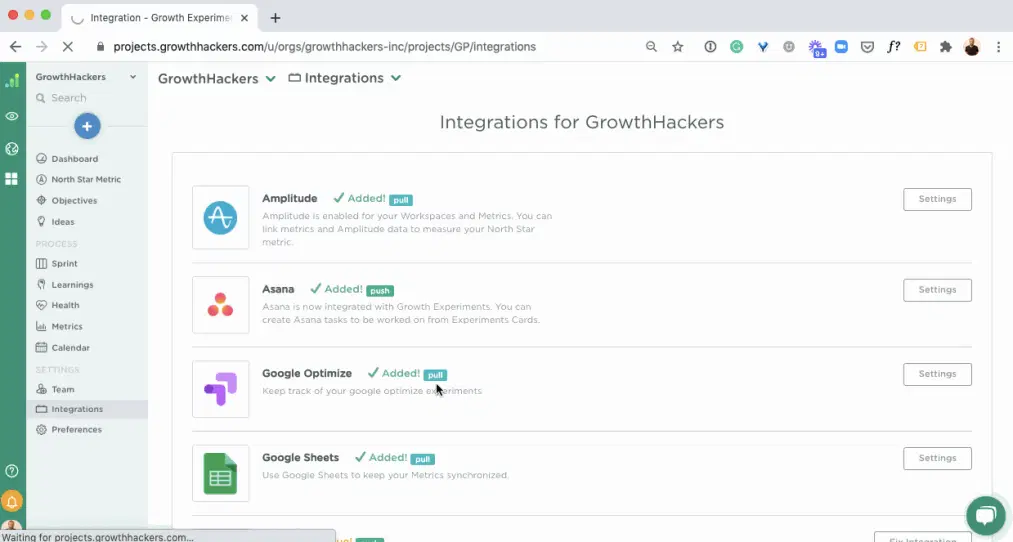 Integration - Growth Experime
projects.growthhackers.com/u/orgs/growthhackers-inc/projects/GP/integrations
f?
9+
GrowthHackers
Search
Dashboard
North Star Metric
Objectives
Ideas
PROCESS
Sprint
Learnings
Health
Metrics
Calendar
SETTINGS
Team
Integrations
Preferences
GrowthHackers
Integrations
Integrations for GrowthHackers
Amplitude
Added!
pull
Settings
Amplitude is enabled for your Workspaces and Metrics. You can
link metrics and Amplitude data to measure your North Star
metric.
Asana
Added!
push
Settings
Asana is now integrated with Growth Experiments. You can
create Asana tasks to be worked on from Experiments Cards.
Google Optimize
Added!
pull
Settings
Keep track of your google optimize experiments
Google Sheets
Added!
pull
Settings
Use Google Sheets to keep your Metrics synchronized.
Fix Integration
Waiting for projects.growthhackers.com...